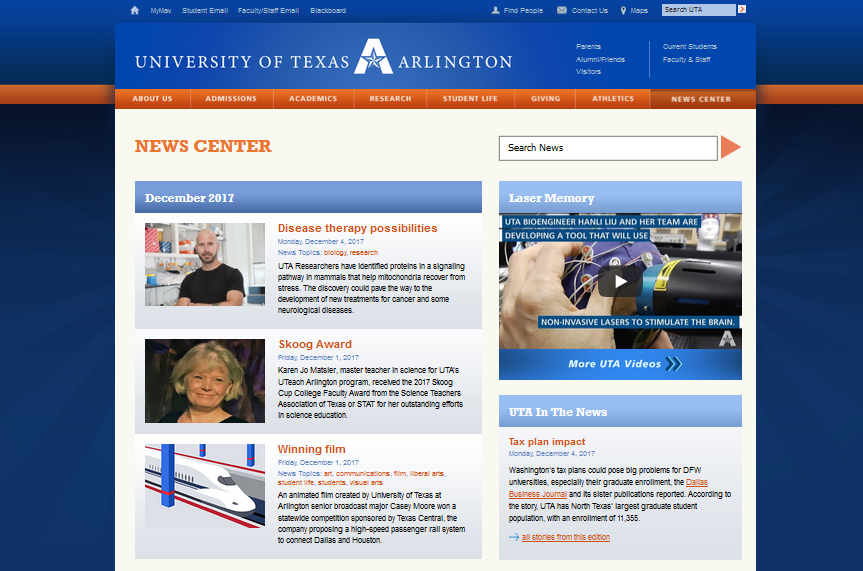 MyMav Student Email Faculty/Staff Email Blackboard Find People Contact Us Maps Search UTA
UNIVERSITY OF TEXAS A ARLINGTON
Parents
Alumni/Friends
Visitors
Current Students
Faculty & Staff
ABOUT US ADMISSIONS ACADEMICS RESEARCH STUDENT LIFE GIVING ATHLETICS NEWS CENTER
NEWS CENTER
Search News
December 2017
Disease therapy possibilities
Monday, December 4, 2017
News Topics: biology, research
UTA Researchers have identified proteins in a signaling
pathway in mammals that help mitochondria recover from
stress. The discovery could pave the way to the
development of new treatments for cancer and some
neurological diseases.
Skoog Award
Friday, December 1, 2017
Karen Jo Matsler, master teacher in science for UTA's
UTeach Arlington program, received the 2017 Skoog
Cup College Faculty Award from the Science Teachers
Association of Texas or STAT for her outstanding efforts
in science education.
Winning film
Friday, December 1, 2017
News Topics: art, communications, film, liberal arts,
student life, students, visual arts
An animated film created by University of Texas at
Arlington senior broadcast major Casey Moore won a
statewide competition sponsored by Texas Central, the
company proposing a high-speed passenger rail system
to connect Dallas and Houston.
Laser Memory
UTA BIOENGINEER HANLI LIU AND HER TEAM ARE
DEVELOPING A TOOL THAT WILL USE
NON-INVASIVE LASERS TO STIMULATE THE BRAIN.
More UTA Videos
UTA In The News
Tax plan impact
Monday, December 4, 2017
Washington's tax plans could pose big problems for DFW
universities, especially their graduate enrollment, the Dallas
Business Journal and its sister publications reported. According to
the story, UTA has North Texas' largest graduate student
population, with an enrollment of 11,355.
all stories from this edition